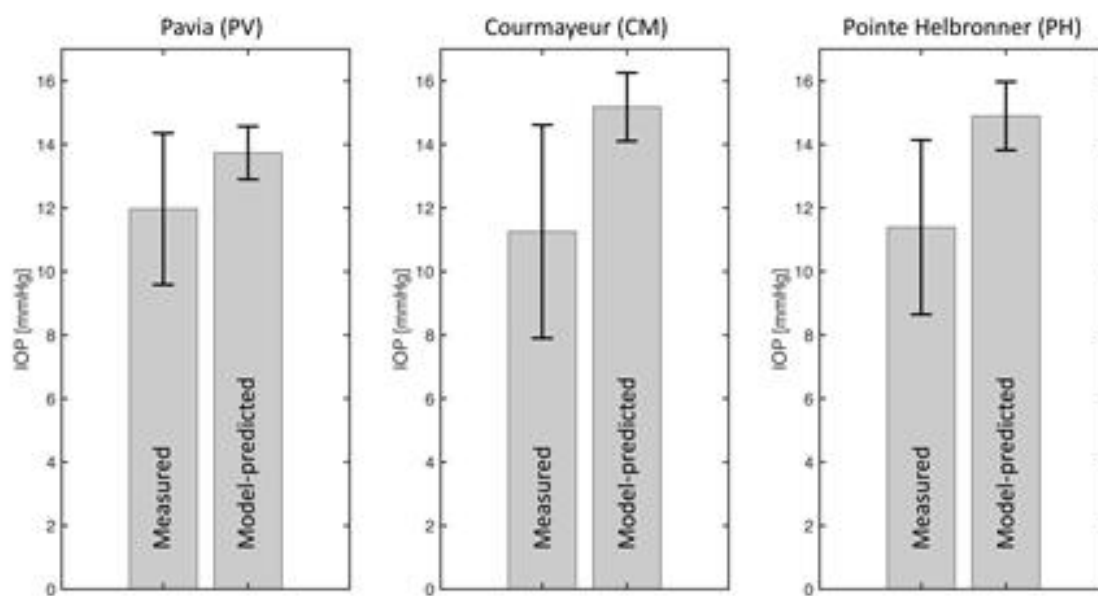 Pavia (PV)
Courmayeur (CM)
Pointe Helbronner (PH)
IOP [mmHg]
16
14
12
10
8
6
4
2
0
Measured
Model-predicted
IOP [mmHg]
16
14
12
10
8
6
4
2
0
Measured
Model-predicted
IOP [mmHg]
16
14
12
10
8
6
4
2
0
Measured
Model-predicted